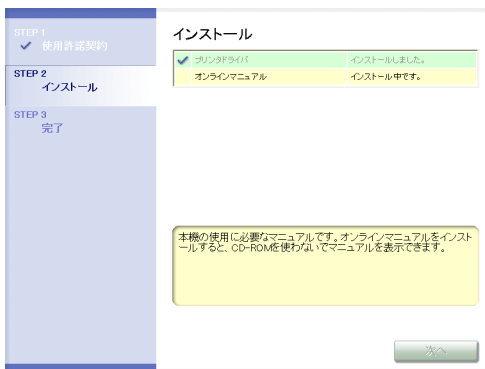 STEP 1
使用許諾契約
STEP 2
インストール
STEP 3
完了
インストール
プリンタドライバ インストールしました。
オンラインマニュアル インストール中です。
本機の使用に必要なマニュアルです。オンラインマニュアルをインスト
ールすると、CD-ROMを使わないでマニュアルを表示できます。
次へ